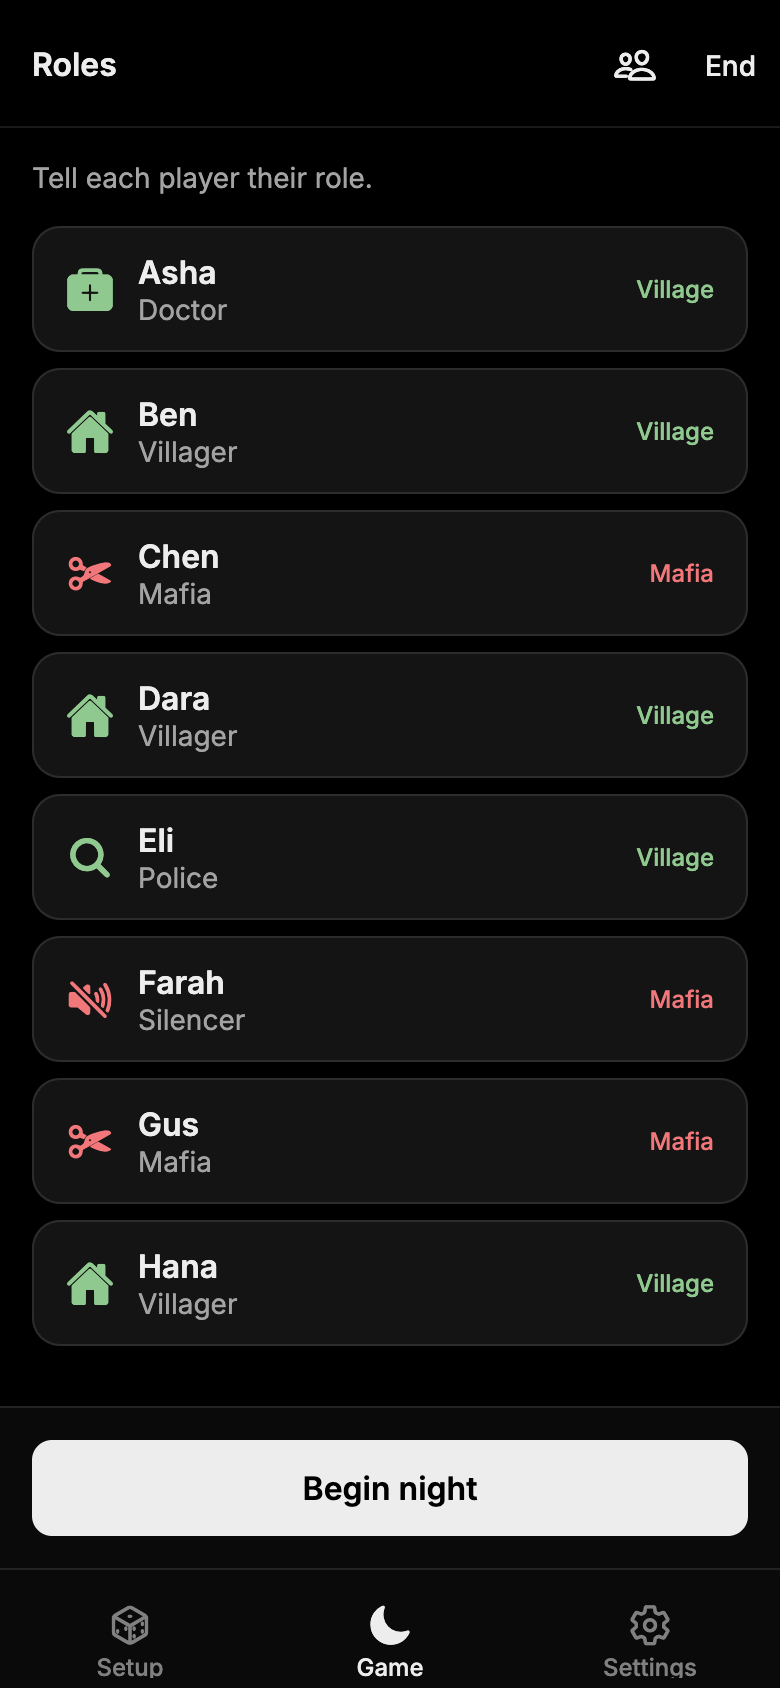 Roles
End
Tell each player their role.
Asha
Doctor
Village
Ben
Villager
Village
Chen
Mafia
Mafia
Dara
Villager
Village
Eli
Police
Village
Farah
Silencer
Mafia
Gus
Mafia
Mafia
Hana
Villager
Village
Begin night
Setup
Game
Settings